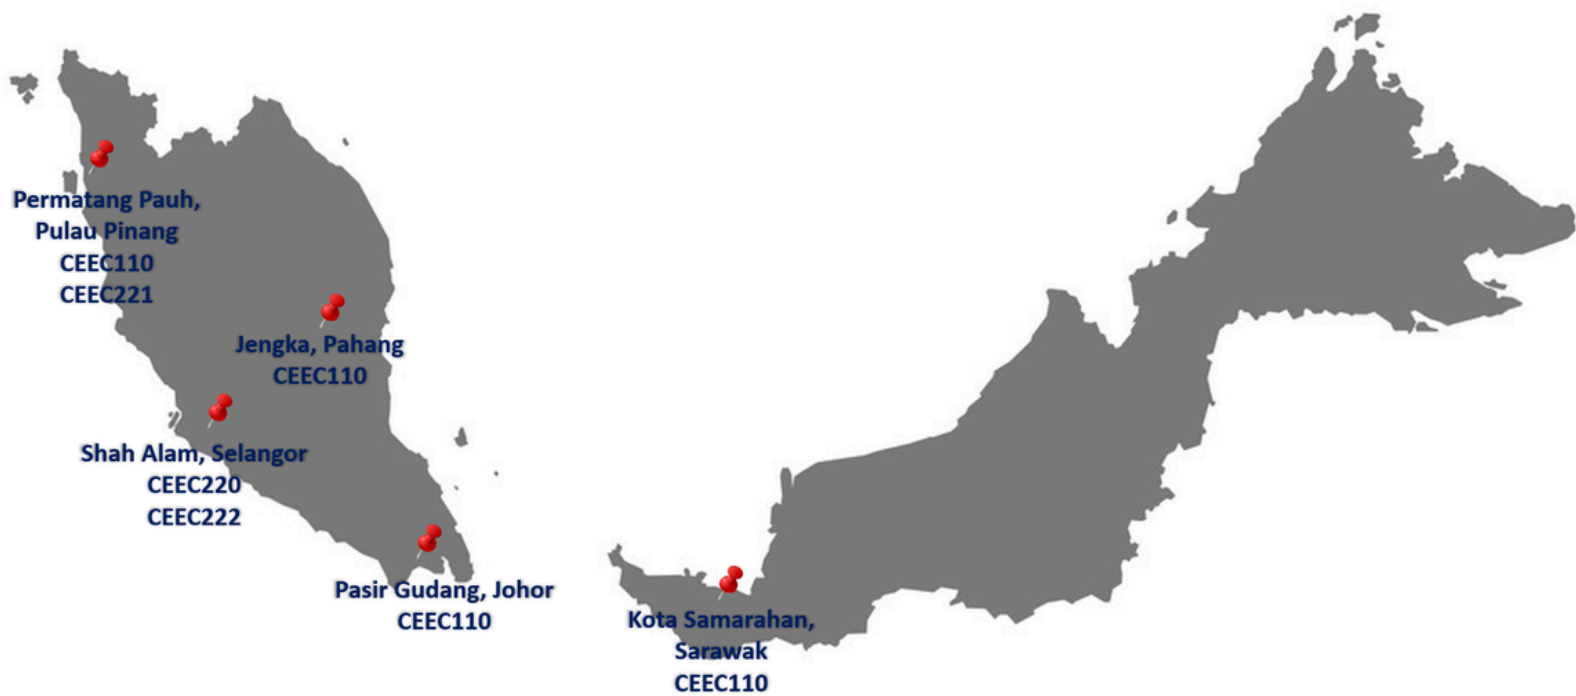 Permatang Pauh,
Pulau Pinang
CEEC110
CEEC221
Jengka, Pahang
CEEC110
Shah Alam, Selangor
CEEC220
CEEC222
Pasir Gudang, Johor
CEEC110
Kota Samarahan,
Sarawak
CEEC110